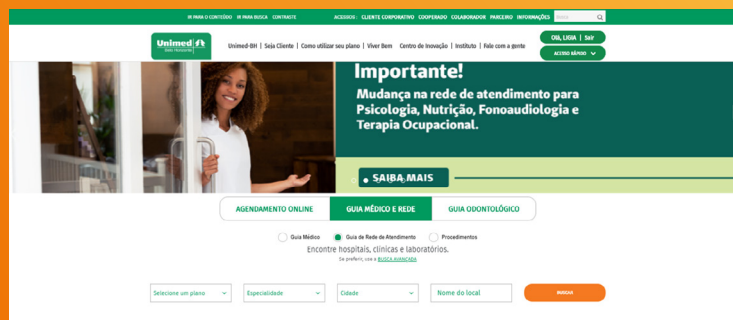 IR PARA O CONTEÚDO IR PARA BUSCA CONTRASTE ACESSOS: CLIENTE CORPORATIVO COOPERADO COLABORADOR PARCEIRO INFORMAÇÕES
Unimed
Belo Horizonte
Unimed-BH | Seja Cliente | Como utilizar seu plano | Viver Bem Centro de Inovação | Instituto | Fale com a gente
Olá, LIGIA | Sair
ACESSO RÁPIDO
Importante!
Mudança na rede de atendimento para
Psicologia, Nutrição, Fonoaudiologia e
Terapia Ocupacional.
SAIBA MAIS
AGENDAMENTO ONLINE GUIA MÉDICO E REDE GUIA ODONTOLÓGICO
Guia Médico Guia de Rede de Atendimento Procedimentos
Encontre hospitais, clínicas e laboratórios.
Se preferir, use a BUSCA AVANÇADA
Selecione um plano Especialidade Cidade Nome do local